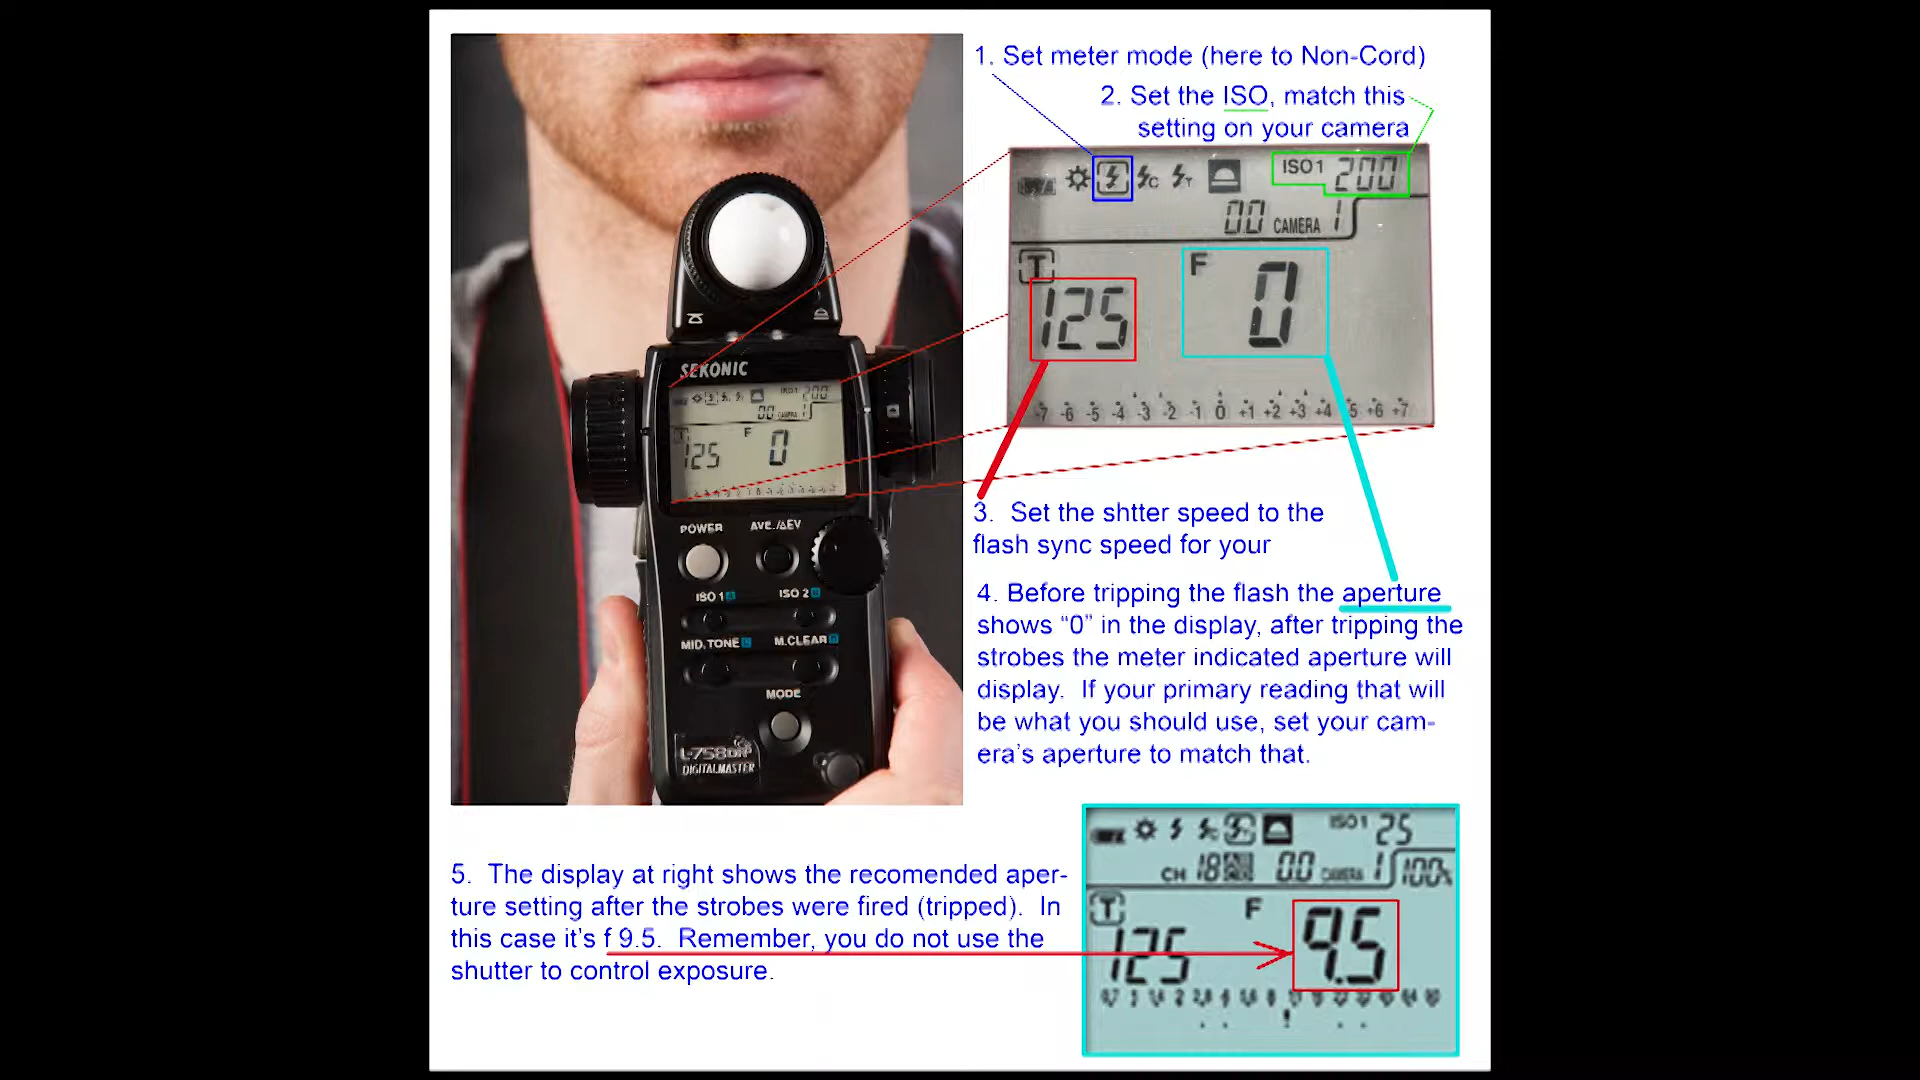 1. Set meter mode (here to Non-Cord)
2. Set the ISO, match this
setting on your camera
ISO1 200
C T
0.0 CAMERA 1
T
F
125 0
-7 -6 -5 -4 -3 -2 -1 0 +1 +2 +3 +4 +5 +6 +7
SEKONIC
ISO1 200
00 CAMERA 1
T F
125 0
POWER AVE./ΔEV
ISO 1 ISO 2
MID.TONE M.CLEAR
MODE
L-758DR
DIGITALMASTER
3. Set the shtter speed to the
flash sync speed for your
4. Before tripping the flash the aperture
shows “0” in the display, after tripping the
strobes the meter indicated aperture will
display. If your primary reading that will
be what you should use, set your cam-
era’s aperture to match that.
5. The display at right shows the recomended aper-
ture setting after the strobes were fired (tripped). In
this case it’s f 9.5. Remember, you do not use the
shutter to control exposure.
ISO1 25
CH 18 0.0 CAMERA 1 100%
T F
125 9.5